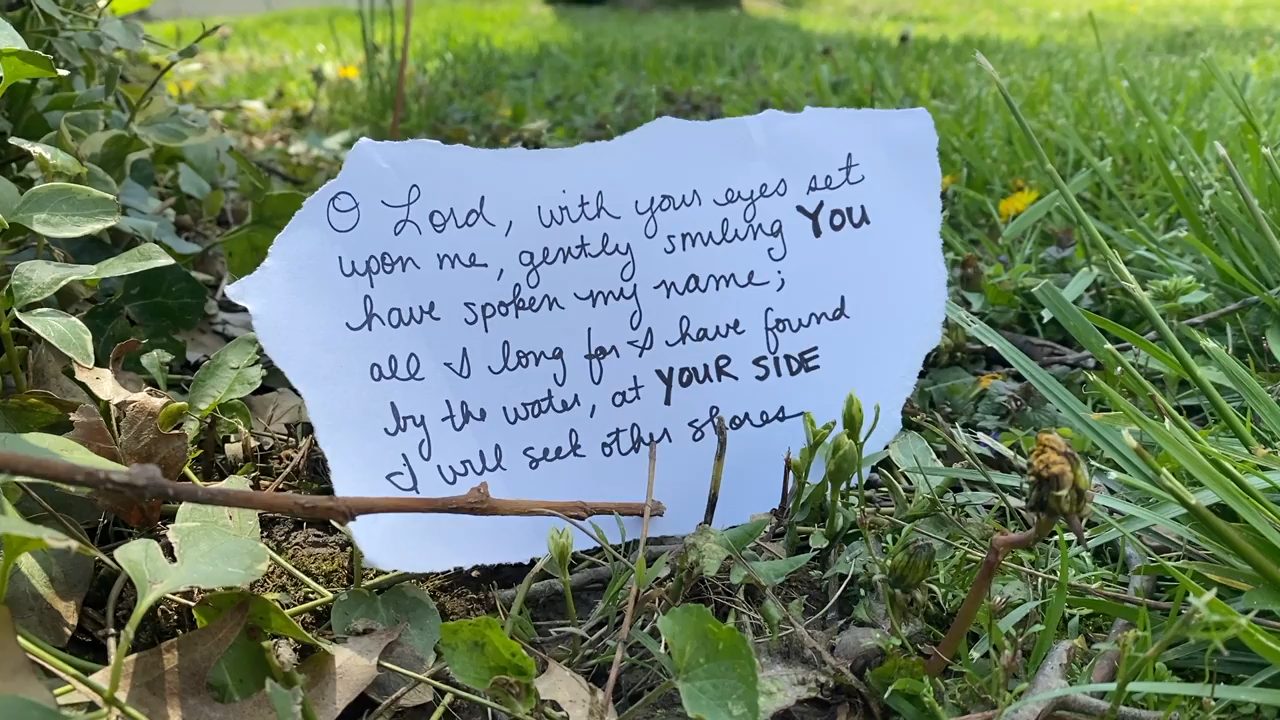 O Lord, with your eyes set
upon me, gently smiling You
have spoken my name;
all I long for I have found
by the water, at YOUR SIDE
I will seek other shores